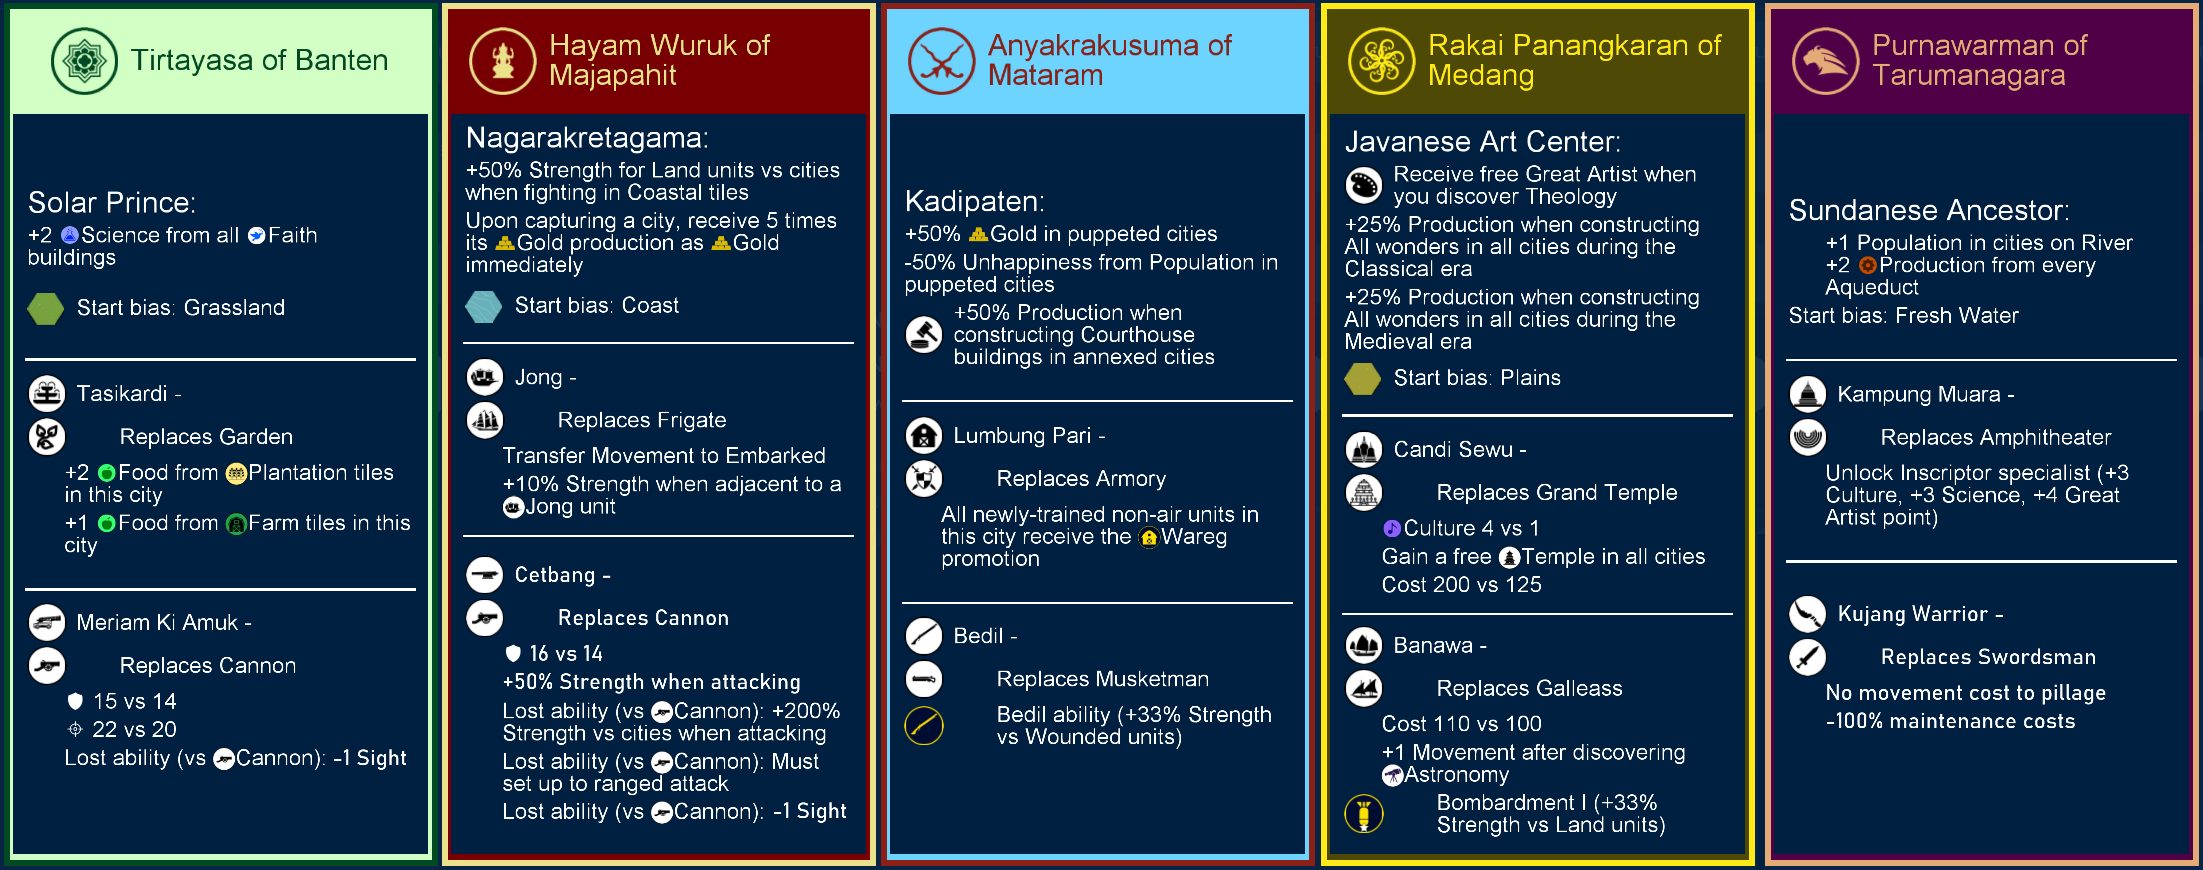 Tirtayasa of Banten
Solar Prince:
+2 Science from all Faith
buildings
Start bias: Grassland
Tasikardi -
Replaces Garden
+2 Food from Plantation tiles
in this city
+1 Food from Farm tiles in this
city
Meriam Ki Amuk -
Replaces Cannon
15 vs 14
22 vs 20
Lost ability (vs Cannon): -1 Sight
Hayam Wuruk of
Majapahit
Nagarakretagama:
+50% Strength for Land units vs cities
when fighting in Coastal tiles
Upon capturing a city, receive 5 times
its Gold production as Gold
immediately
Start bias: Coast
Jong -
Replaces Frigate
Transfer Movement to Embarked
+10% Strength when adjacent to a
Jong unit
Cetbang -
Replaces Cannon
16 vs 14
+50% Strength when attacking
Lost ability (vs Cannon): +200%
Strength vs cities when attacking
Lost ability (vs Cannon): Must
set up to ranged attack
Lost ability (vs Cannon): -1 Sight
Anyakrakusuma of
Mataram
Kadipaten:
+50% Gold in puppeted cities
-50% Unhappiness from Population in
puppeted cities
+50% Production when
constructing Courthouse
buildings in annexed cities
Lumbung Pari -
Replaces Armory
All newly-trained non-air units in
this city receive the Wareg
promotion
Bedil -
Replaces Musketman
Bedil ability (+33% Strength
vs Wounded units)
Rakai Panangkaran of
Medang
Javanese Art Center:
Receive free Great Artist when
you discover Theology
+25% Production when constructing
All wonders in all cities during the
Classical era
+25% Production when constructing
All wonders in all cities during the
Medieval era
Start bias: Plains
Candi Sewu -
Replaces Grand Temple
Culture 4 vs 1
Gain a free Temple in all cities
Cost 200 vs 125
Banawa -
Replaces Galleass
Cost 110 vs 100
+1 Movement after discovering
Astronomy
Bombardment I (+33%
Strength vs Land units)
Purnawarman of
Tarumanagara
Sundanese Ancestor:
+1 Population in cities on River
+2 Production from every
Aqueduct
Start bias: Fresh Water
Kampung Muara -
Replaces Amphitheater
Unlock Inscriptor specialist (+3
Culture, +3 Science, +4 Great
Artist point)
Kujang Warrior -
Replaces Swordsman
No movement cost to pillage
-100% maintenance costs